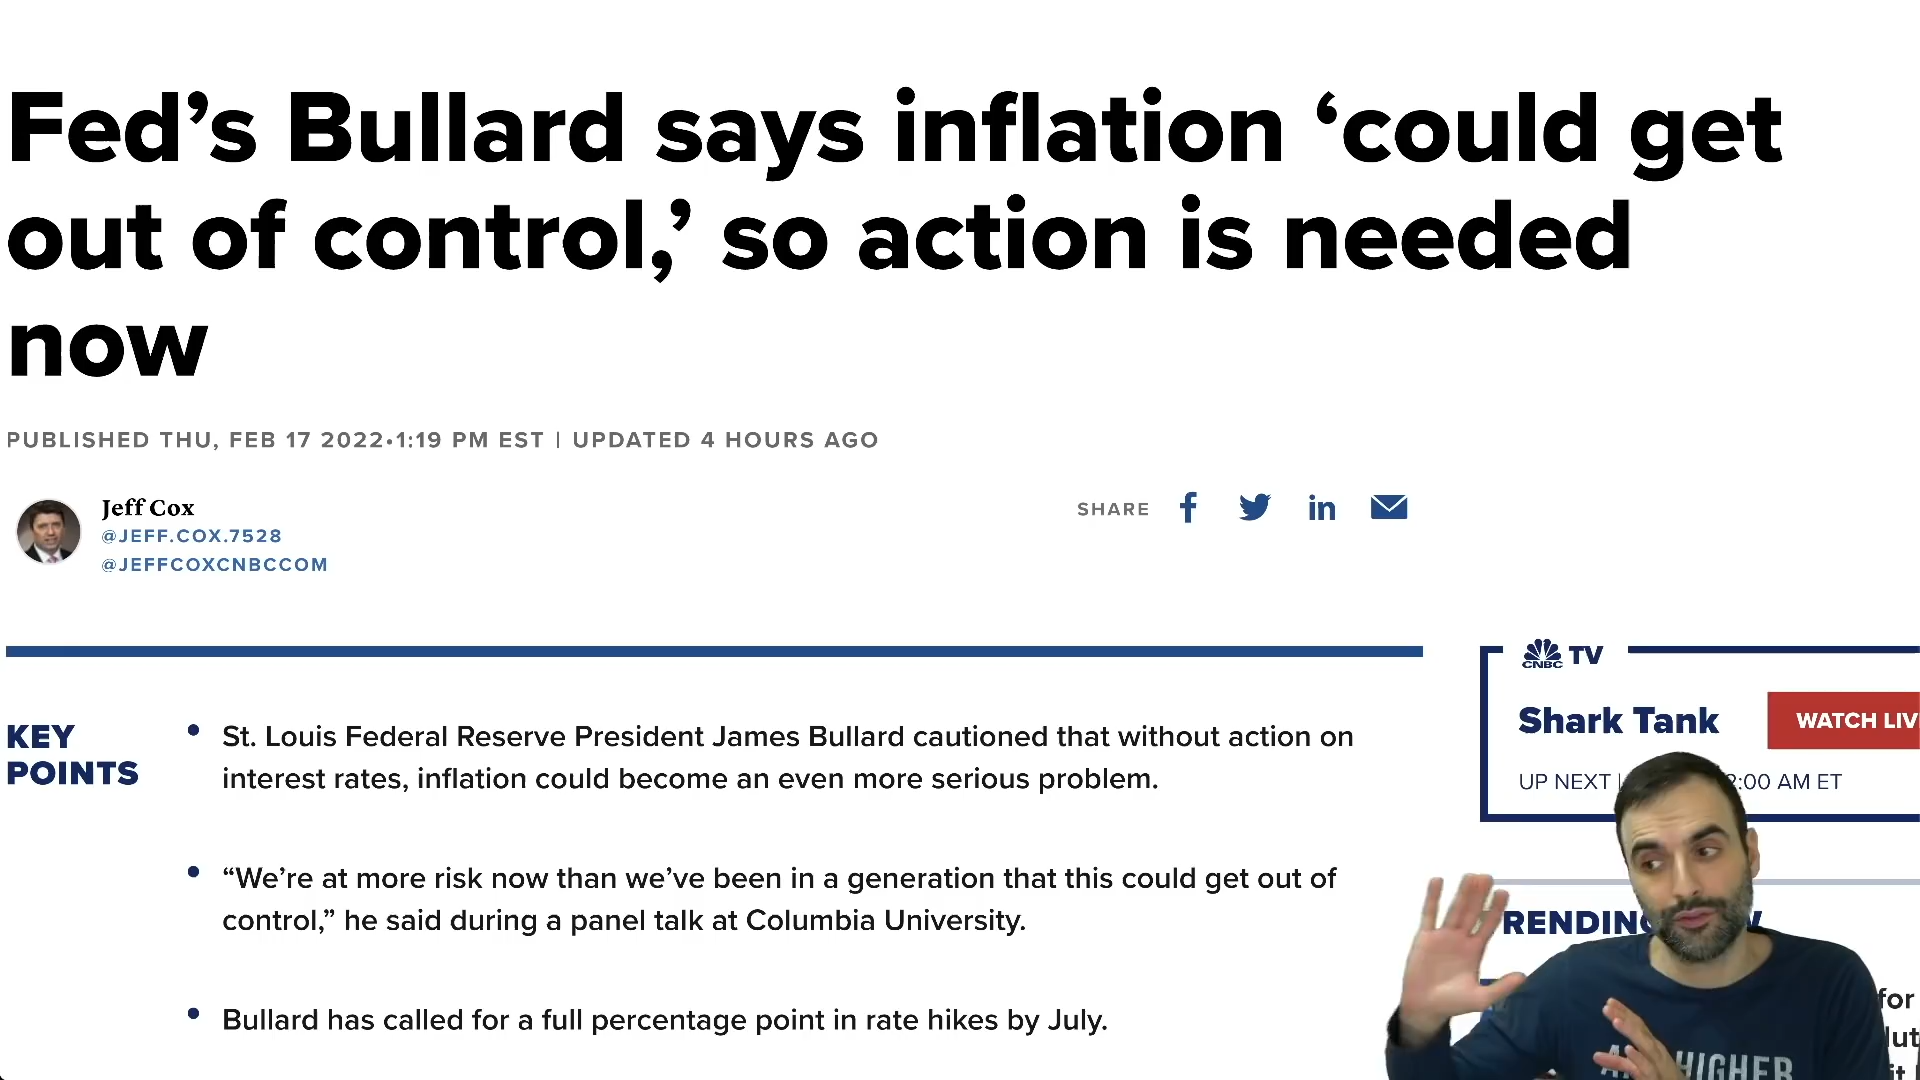 Fed’s Bullard says inflation ‘could get
out of control,’ so action is needed
now
PUBLISHED THU, FEB 17 2022•1:19 PM EST | UPDATED 4 HOURS AGO
Jeff Cox
@JEFF.COX.7528
@JEFFCOXCNBCCOM
SHARE
KEY
POINTS
• St. Louis Federal Reserve President James Bullard cautioned that without action on
interest rates, inflation could become an even more serious problem.
• “We’re at more risk now than we’ve been in a generation that this could get out of
control,” he said during a panel talk at Columbia University.
• Bullard has called for a full percentage point in rate hikes by July.
CNBC TV
Shark Tank
WATCH LIV
UP NEXT | :00 AM ET
RENDING
for
HIGHER